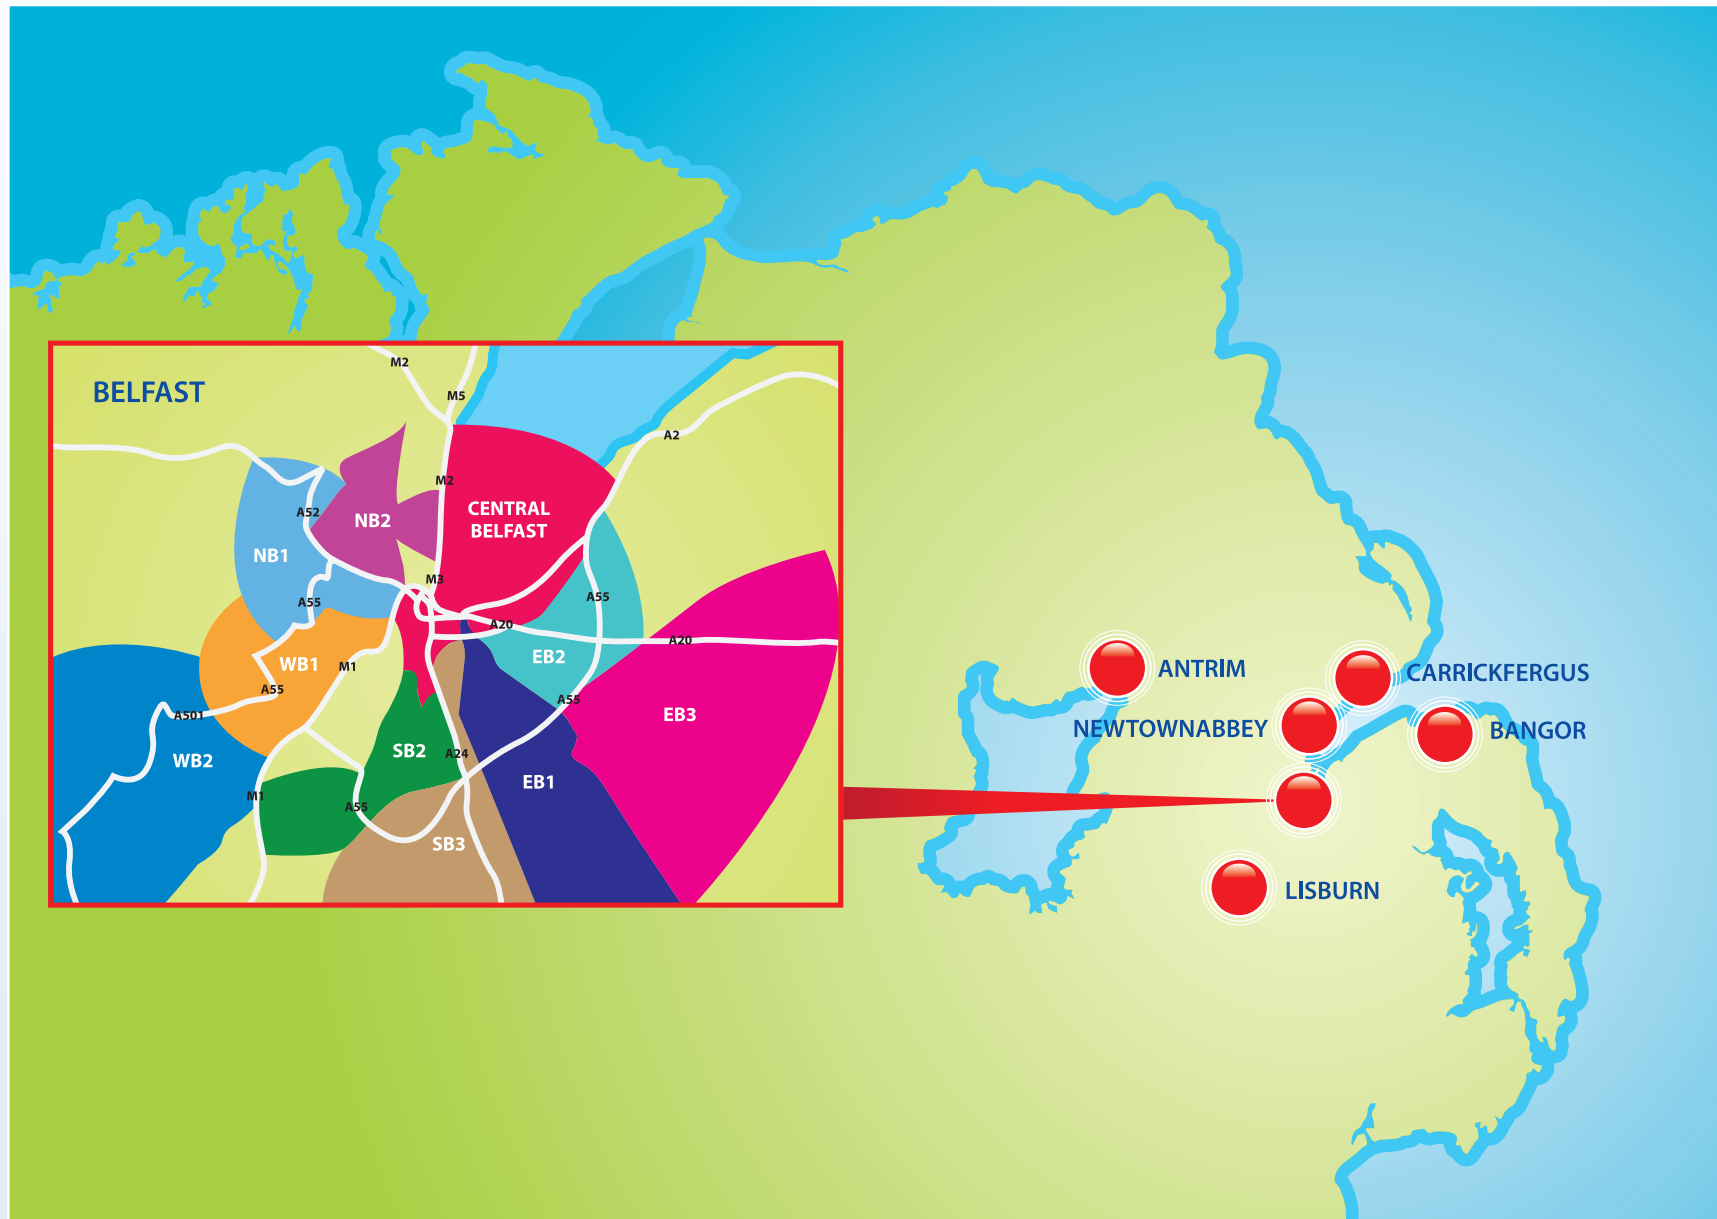 BELFAST
M2
M5
A2
M2
CENTRAL
BELFAST
A52
NB2
NB1
M3
A55
A55
A20
A20
EB2
WB1
M1
A55
A55
A501
EB3
SB2
A24
WB2
EB1
M1
A55
SB3
ANTRIM
CARRICKFERGUS
NEWTOWNABBEY
BANGOR
LISBURN